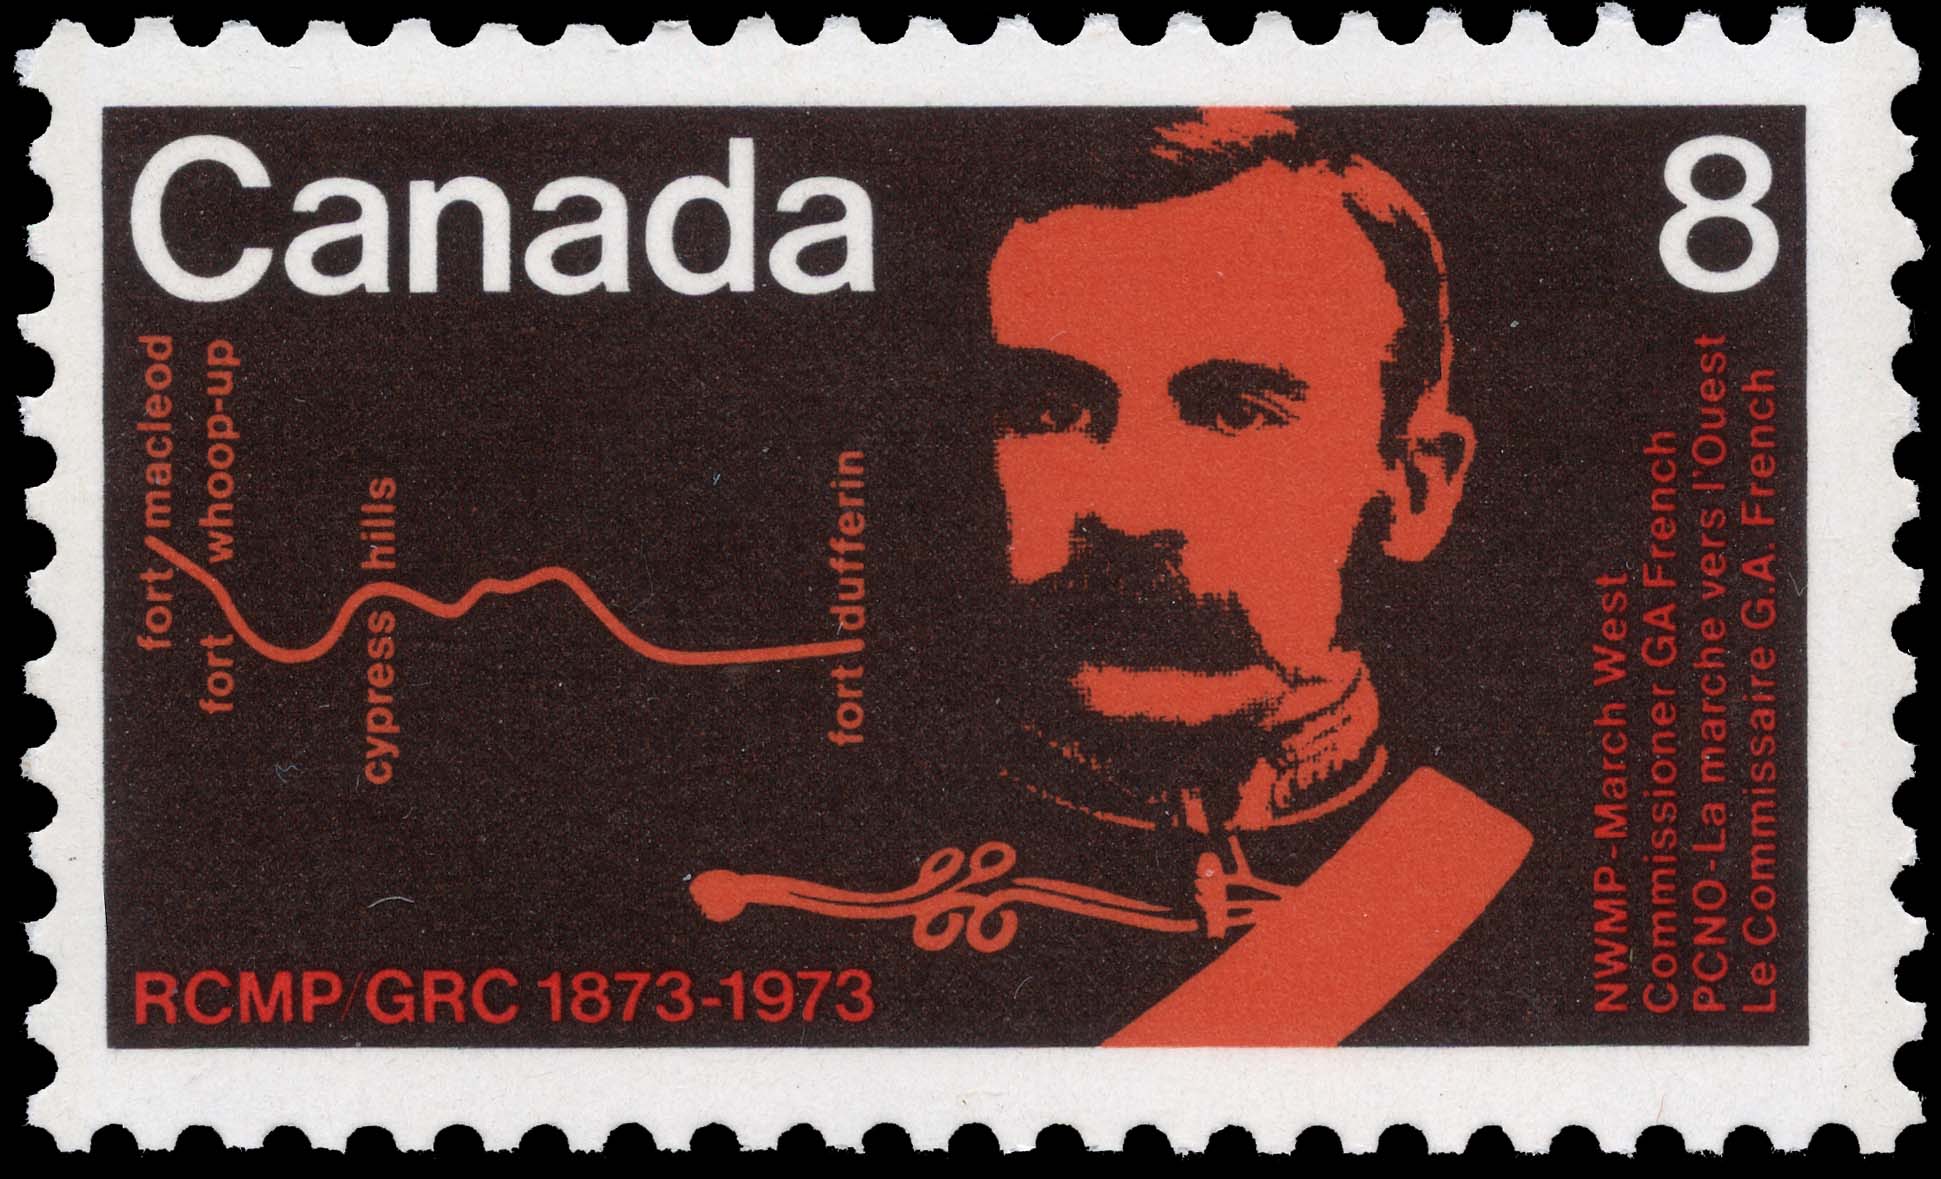 Canada
8
fort macleod
fort whoop-up
cypress hills
fort dufferin
RCMP/GRC 1873-1973
NWMP-March West
Commissioner GA French
PCNO-La marche vers l'Ouest
Le Commissaire G.A. French